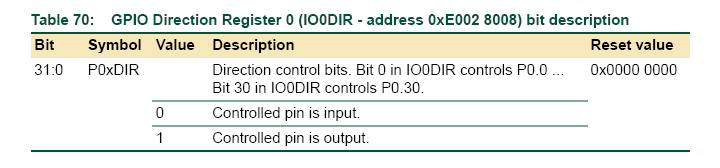 Table 70: GPIO Direction Register 0 (IO0DIR - address 0xE002 8008) bit description
Bit Symbol Value Description Reset value
31:0 P0xDIR Direction control bits. Bit 0 in IO0DIR controls P0.0 ... 0x0000 0000
Bit 30 in IO0DIR controls P0.30.
0 Controlled pin is input.
1 Controlled pin is output.